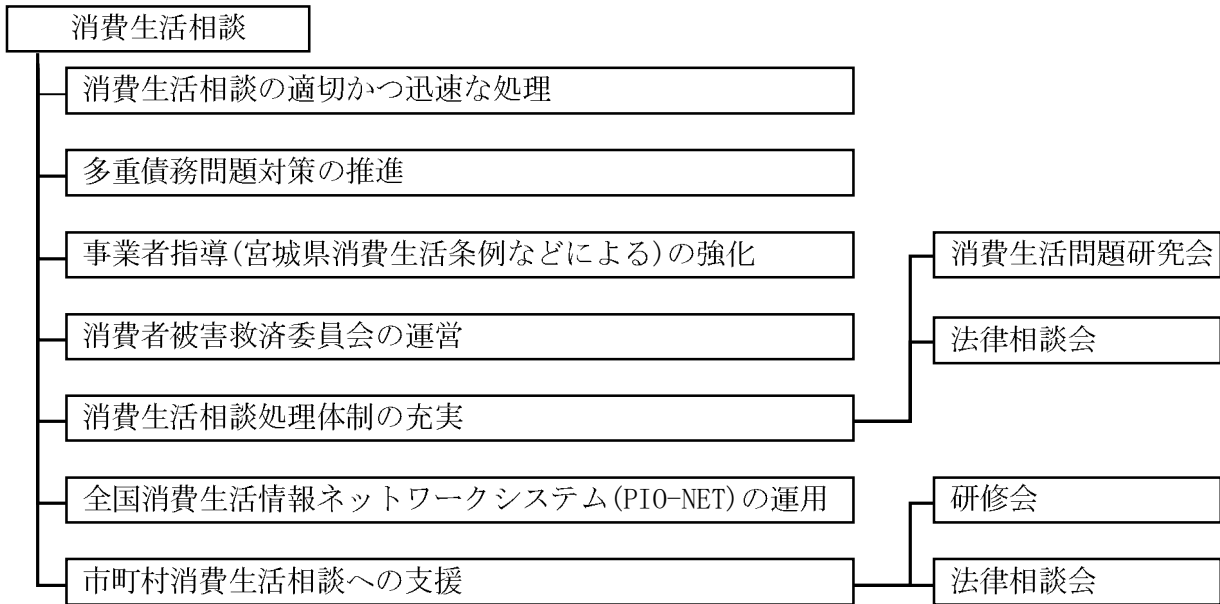 消費生活相談
消費生活相談の適切かつ迅速な処理
多重債務問題対策の推進
事業者指導(宮城県消費生活条例などによる)の強化
消費生活問題研究会
消費者被害救済委員会の運営
法律相談会
消費生活相談処理体制の充実
全国消費生活情報ネットワークシステム(PIO-NET)の運用
研修会
市町村消費生活相談への支援
法律相談会